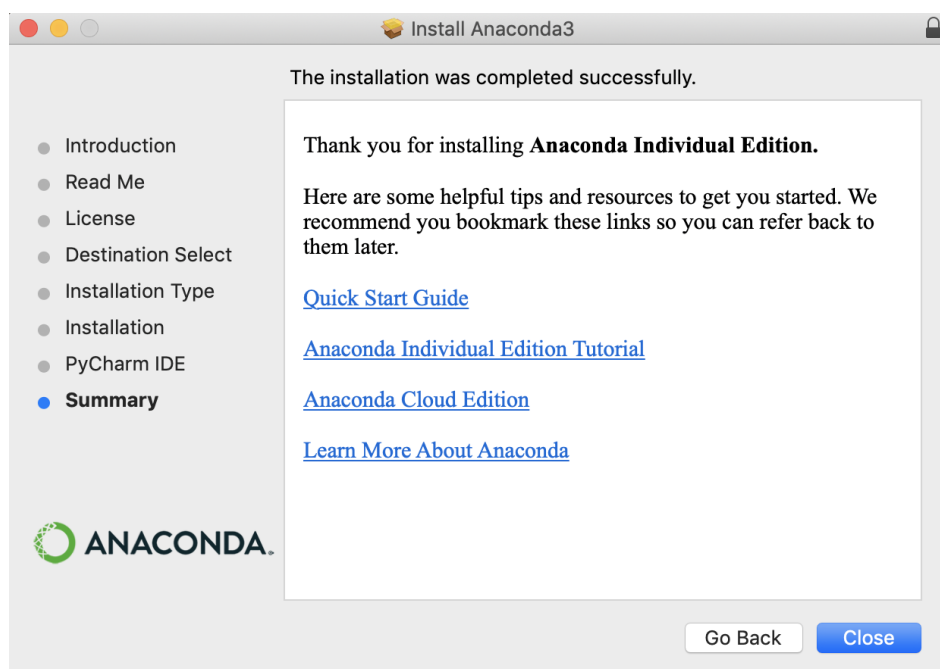 Install Anaconda3
The installation was completed successfully.
Introduction
Read Me
License
Destination Select
Installation Type
Installation
PyCharm IDE
Summary
Thank you for installing Anaconda Individual Edition.
Here are some helpful tips and resources to get you started. We
recommend you bookmark these links so you can refer back to
them later.
Quick Start Guide
Anaconda Individual Edition Tutorial
Anaconda Cloud Edition
Learn More About Anaconda
ANACONDA.
Go Back
Close